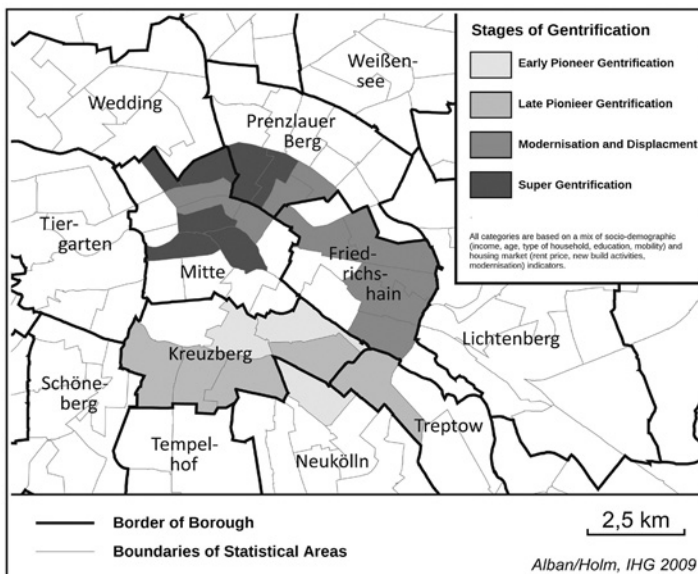 Stages of Gentrification
Early Pioneer Gentrification
Late Pionieer Gentrification
Modernisation and Displacment
Super Gentrification
All categories are based on a mix of socio-demographic
(income, age, type of household, education, mobility) and
housing market (rent price, new build activities,
modernisation) indicators.
Weißen-
see
Wedding
Prenzlauer
Berg
Tier-
garten
Mitte
Fried-
richs-
hain
Kreuzberg
Lichtenberg
Schöne-
berg
Tempel-
hof
Neukölln
Treptow
Border of Borough
Boundaries of Statistical Areas
2,5 km
Alban/Holm, IHG 2009